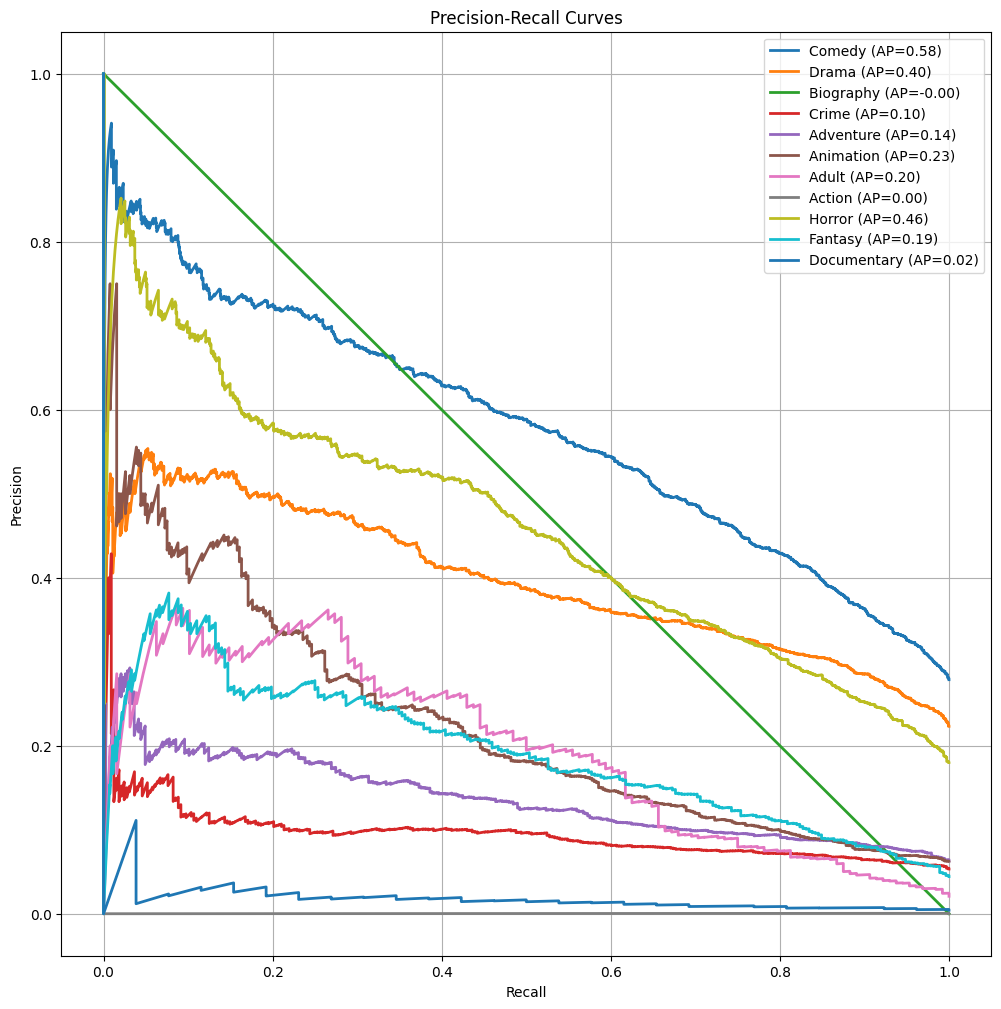 Precision-Recall Curves
Comedy (AP=0.58)
Drama (AP=0.40)
Biography (AP=-0.00)
Crime (AP=0.10)
Adventure (AP=0.14)
Animation (AP=0.23)
Adult (AP=0.20)
Action (AP=0.00)
Horror (AP=0.46)
Fantasy (AP=0.19)
Documentary (AP=0.02)
Precision
1.0
0.8
0.6
0.4
0.2
0.0
0.0 0.2 0.4 0.6 0.8 1.0
Recall